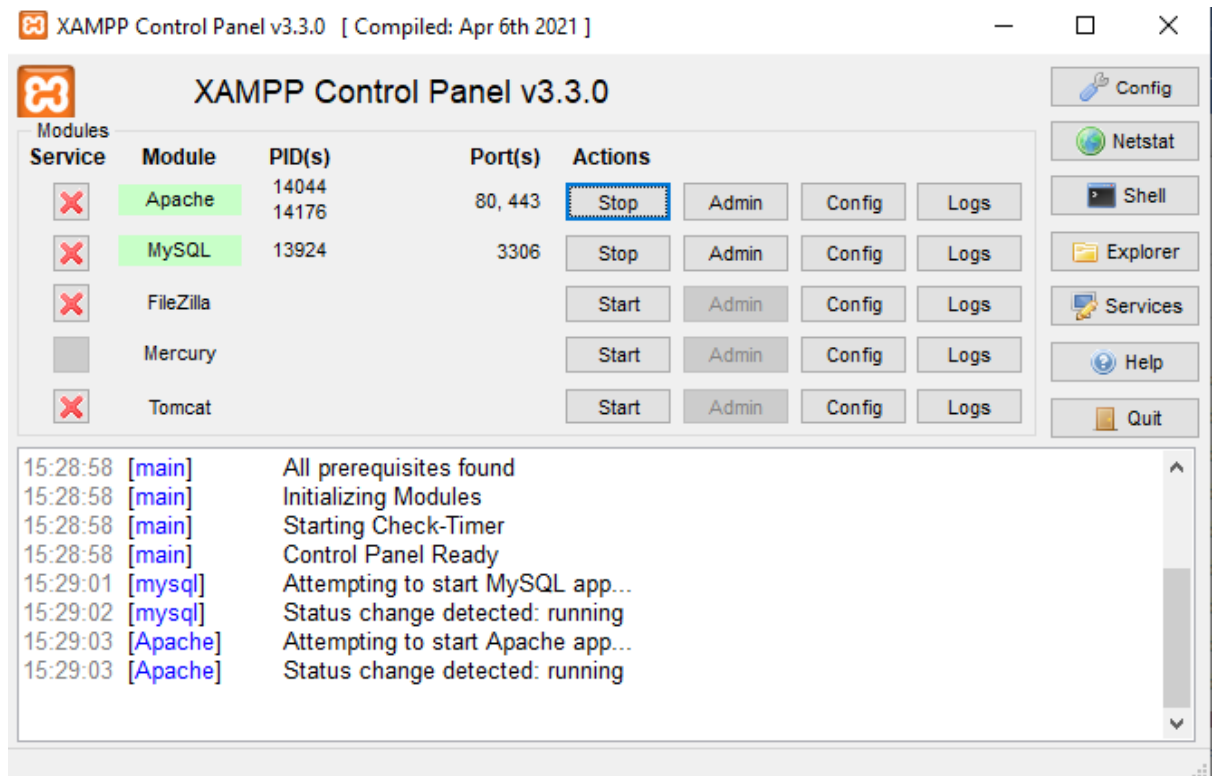 XAMPP Control Panel v3.3.0 [ Compiled: Apr 6th 2021 ]
XAMPP Control Panel v3.3.0
Config
Modules
Netstat
Service Module PID(s) Port(s) Actions
Apache 14044 14176 80, 443 Stop Admin Config Logs
Shell
MySQL 13924 3306 Stop Admin Config Logs
Explorer
FileZilla Start Admin Config Logs
Services
Mercury Start Admin Config Logs
Help
Tomcat Start Admin Config Logs
Quit
15:28:58 [main] All prerequisites found
15:28:58 [main] Initializing Modules
15:28:58 [main] Starting Check-Timer
15:28:58 [main] Control Panel Ready
15:29:01 [mysql] Attempting to start MySQL app...
15:29:02 [mysql] Status change detected: running
15:29:03 [Apache] Attempting to start Apache app...
15:29:03 [Apache] Status change detected: running